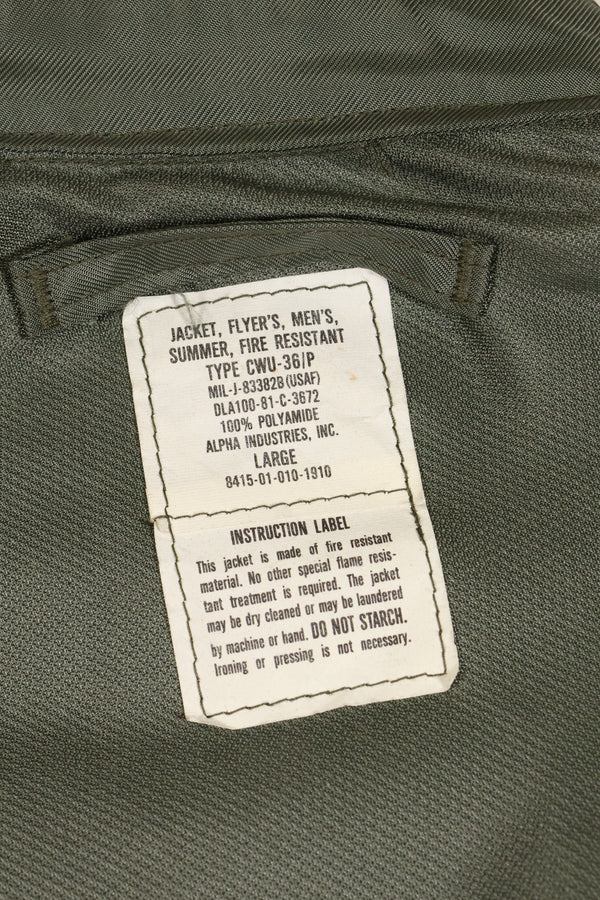 JACKET, FLYER'S, MEN'S,
SUMMER, FIRE RESISTANT
TYPE CWU-36/P
MIL-J-83382B (USAF)
DLA100-81-C-3672
100% POLYAMIDE
ALPHA INDUSTRIES, INC.
LARGE
8415-01-010-1910
INSTRUCTION LABEL
This jacket is made of fire resistant
material. No other special flame resis-
tant treatment is required. The jacket
may be dry cleaned or may be laundered
by machine or hand. DO NOT STARCH.
Ironing or pressing is not necessary.